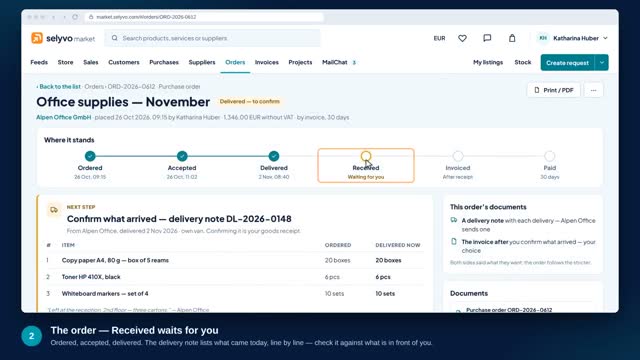 market.selyvo.com/#orders/ORD-2026-0612
selyvo market
Search products, services or suppliers
EUR
KH
Katharina Huber
Feeds Store Sales Customers Purchases Suppliers Orders Invoices Projects MailChat 3 My listings Stock Create request
‹ Back to the list · Orders › ORD-2026-0612 · Purchase order
Print / PDF
Office supplies — November
Delivered — to confirm
Alpen Office GmbH · placed 26 Oct 2026, 09:15 by Katharina Huber · 1,346.00 EUR without VAT · by invoice, 30 days
Where it stands
Ordered Accepted Delivered Received Invoiced Paid
26 Oct, 09:15 26 Oct, 11:02 2 Nov, 08:40 Waiting for you After receipt 30 days
NEXT STEP
Confirm what arrived — delivery note DL-2026-0148
From Alpen Office, delivered 2 Nov 2026 · own van. Confirming it is your goods receipt.
# ITEM ORDERED DELIVERED NOW
1 Copy paper A4, 80 g — box of 5 reams 20 boxes 20 boxes
2 Toner HP 410X, black 6 pcs 6 pcs
3 Whiteboard markers — set of 4 10 sets 10 sets
"Left at the reception, 2nd floor — three cartons." — Alpen Office
This order's documents
A delivery note with each delivery — Alpen Office sends one
The invoice after you confirm what arrived — your choice
Both sides said what they want; the order follows the stricter.
Documents
Purchase order ORD-2026-0612
2
The order — Received waits for you
Ordered, accepted, delivered. The delivery note lists what came today, line by line — check it against what is in front of you.